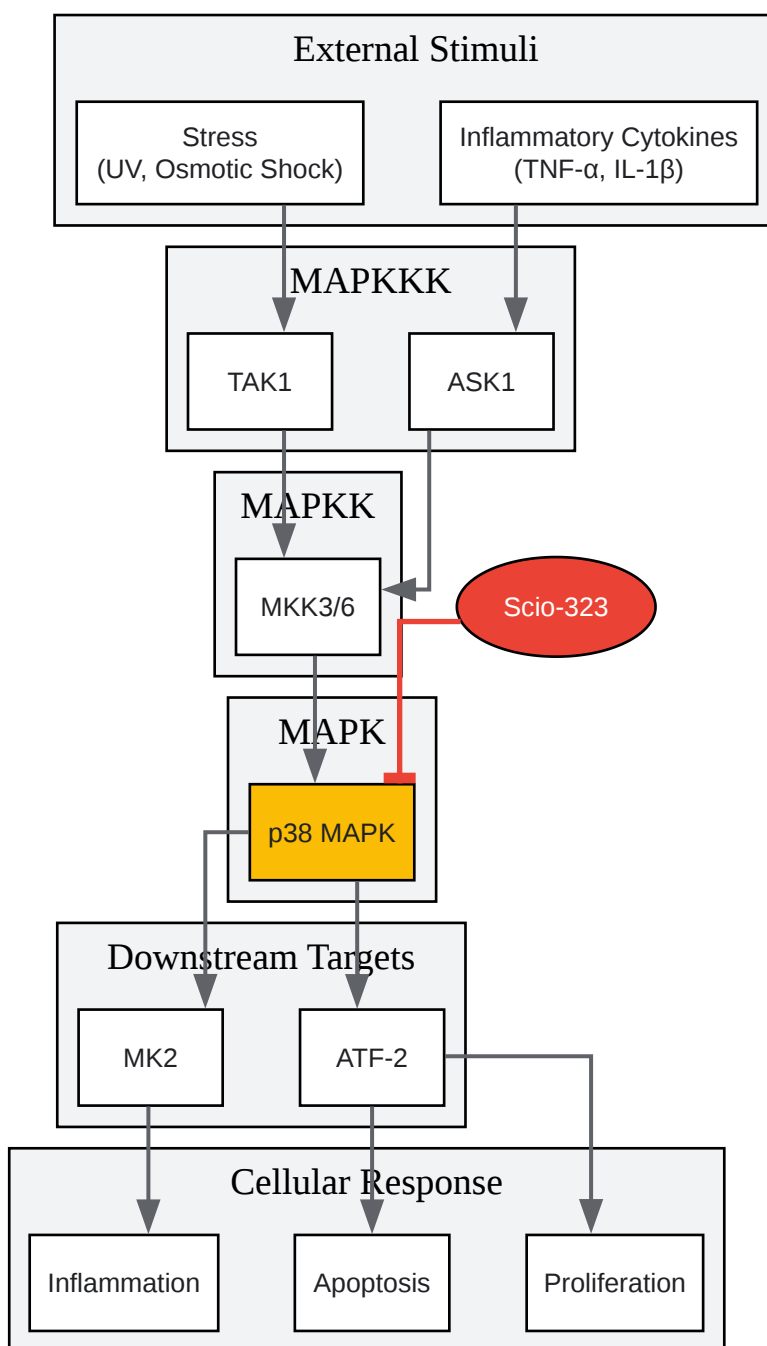 External Stimuli
Stress
(UV, Osmotic Shock)
Inflammatory Cytokines
(TNF-α, IL-1β)
MAPKKK
TAK1
ASK1
MAPKK
MKK3/6
Scio-323
MAPK
p38 MAPK
Downstream Targets
MK2
ATF-2
Cellular Response
Inflammation
Apoptosis
Proliferation